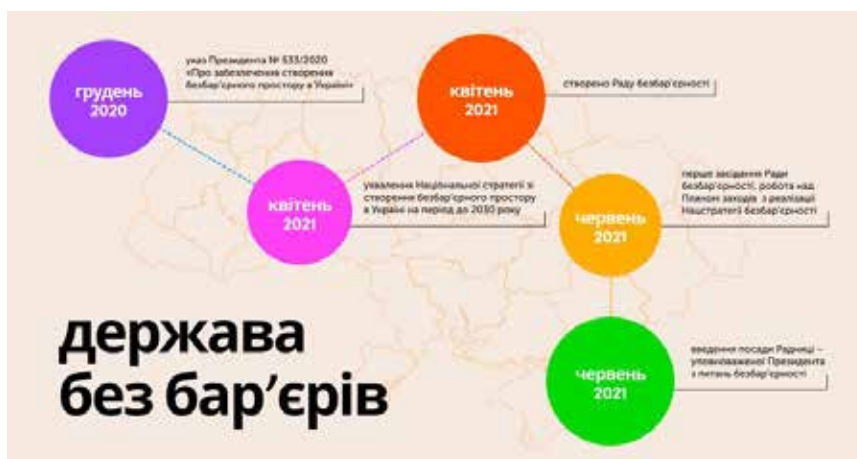 грудень
2020
указ Президента № 533/2020
«Про забезпечення створення
безбар'єрного простору в Україні»
квітень
2021
ухвалення Національної стратегії зі
створення безбар'єрного простору
в Україні на період до 2030 року
квітень
2021
створено Раду безбар'єрності
червень
2021
перше засідання Ради
безбар'єрності, робота над
Планом заходів з реалізації
Нацстратегії безбар'єрності
червень
2021
введення посади Радниці –
уповноваженої Президента
з питань безбар'єрності
держава
без бар'єрів